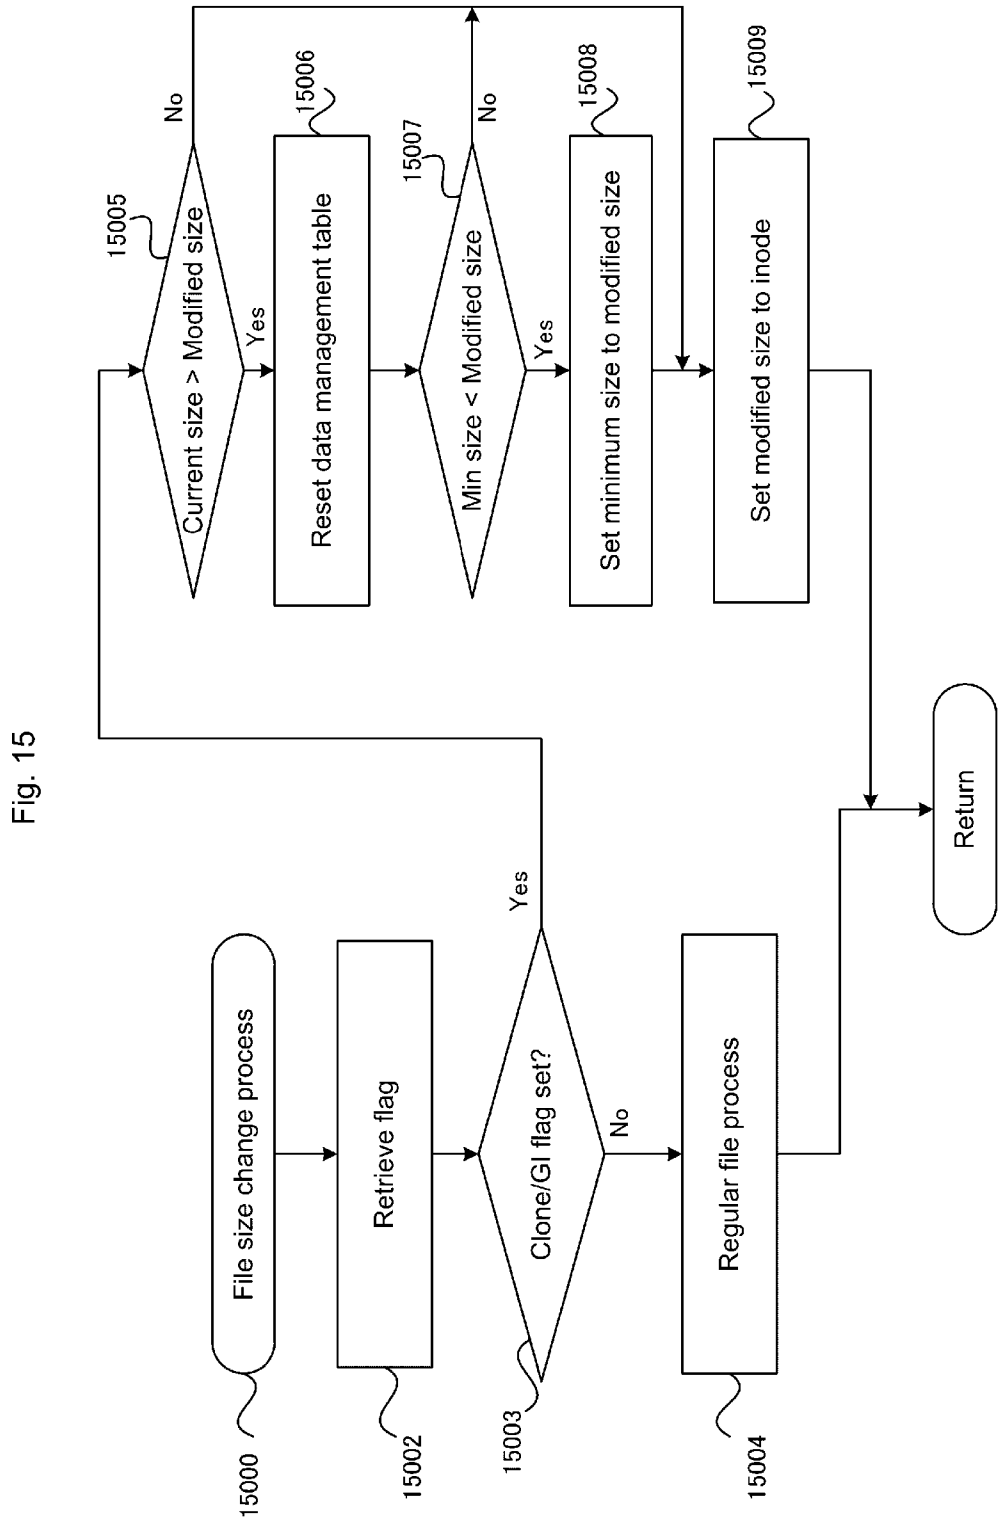 Fig. 15
15000
File size change process
15002
Retrieve flag
15003
Clone/GI flag set?
Yes
No
15004
Regular file process
15005
Current size > Modified size
No
Yes
15006
Reset data management table
15007
Min size < Modified size
No
Yes
15008
Set minimum size to modified size
15009
Set modified size to inode
Return